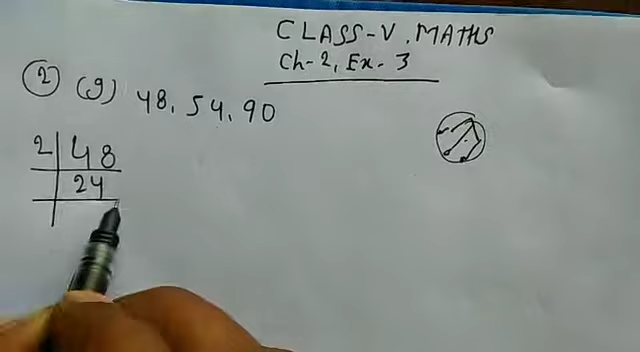 CLASS-V. MATHS
Ch-2, Ex-3
② (g) 48, 54, 90
2 48
24